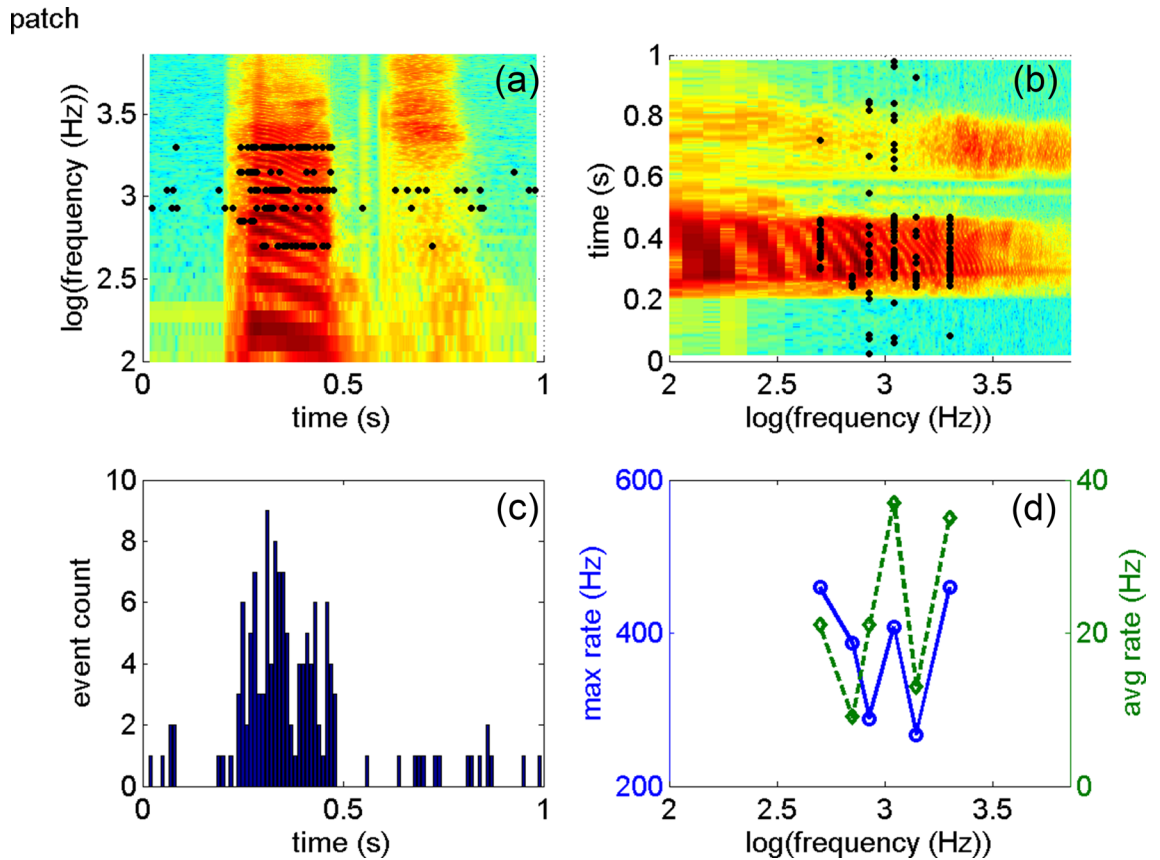 patch
(a)
3.5
3
2.5
2
log(frequency (Hz))
0
0.5
1
time (s)
(b)
1
0.8
0.6
0.4
0.2
0
time (s)
2
2.5
3
3.5
log(frequency (Hz))
(c)
10
8
6
4
2
0
event count
0
0.5
1
time (s)
(d)
600
400
200
max rate (Hz)
40
20
0
avg rate (Hz)
2
2.5
3
3.5
log(frequency (Hz))